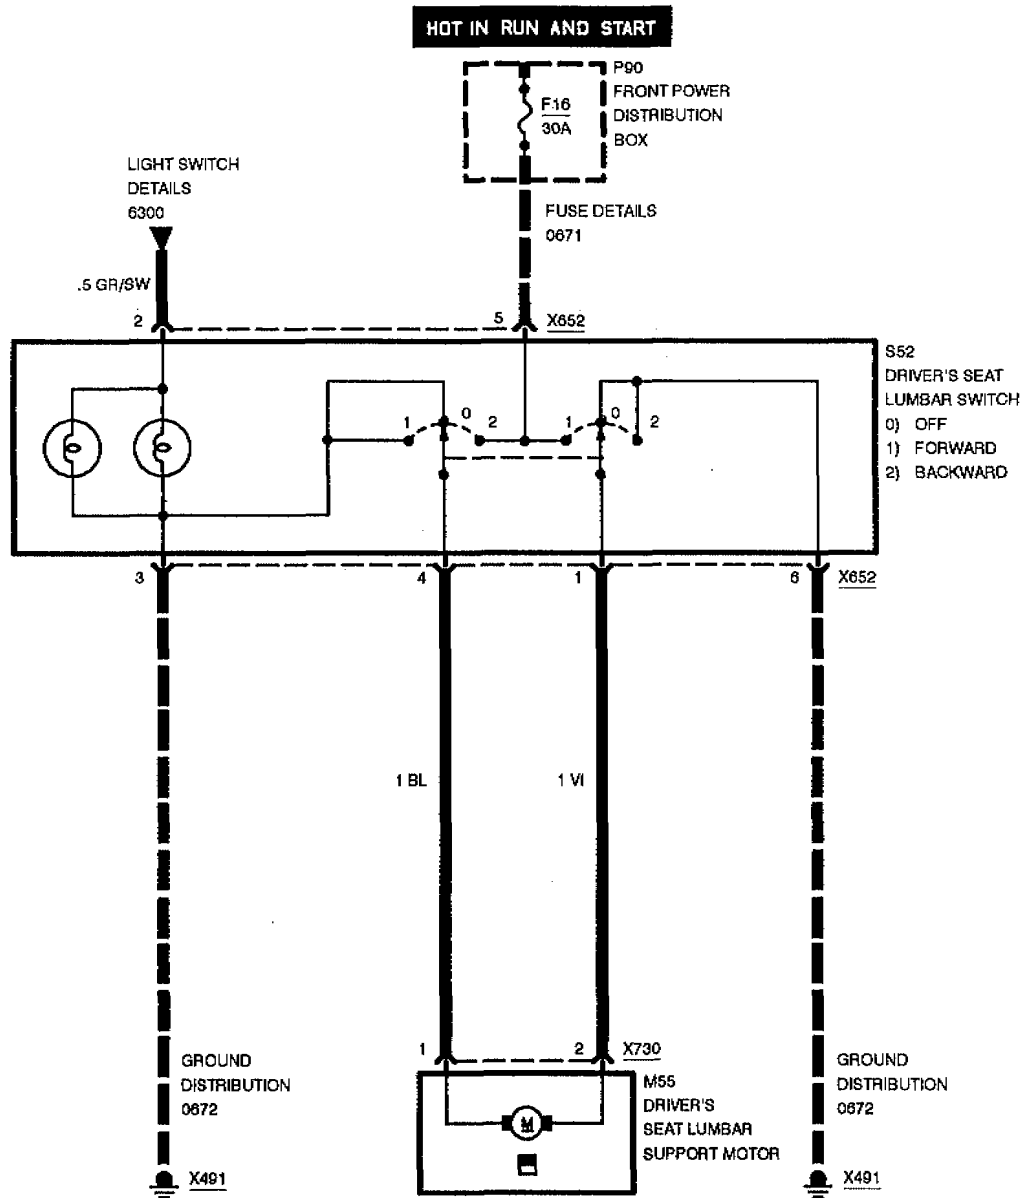 HOT IN RUN AND START
P90
FRONT POWER
DISTRIBUTION
BOX
F16
30A
LIGHT SWITCH
DETAILS
6300
FUSE DETAILS
0671
.5 GR/SW
2
5
X652
S52
DRIVER'S SEAT
LUMBAR SWITCH
0) OFF
1) FORWARD
2) BACKWARD
1
0
2
1
0
2
3
4
1
6
X652
1 BL
1 VI
1
2
X730
GROUND
DISTRIBUTION
0672
M55
DRIVER'S
SEAT LUMBAR
SUPPORT MOTOR
M
GROUND
DISTRIBUTION
0672
X491
X491